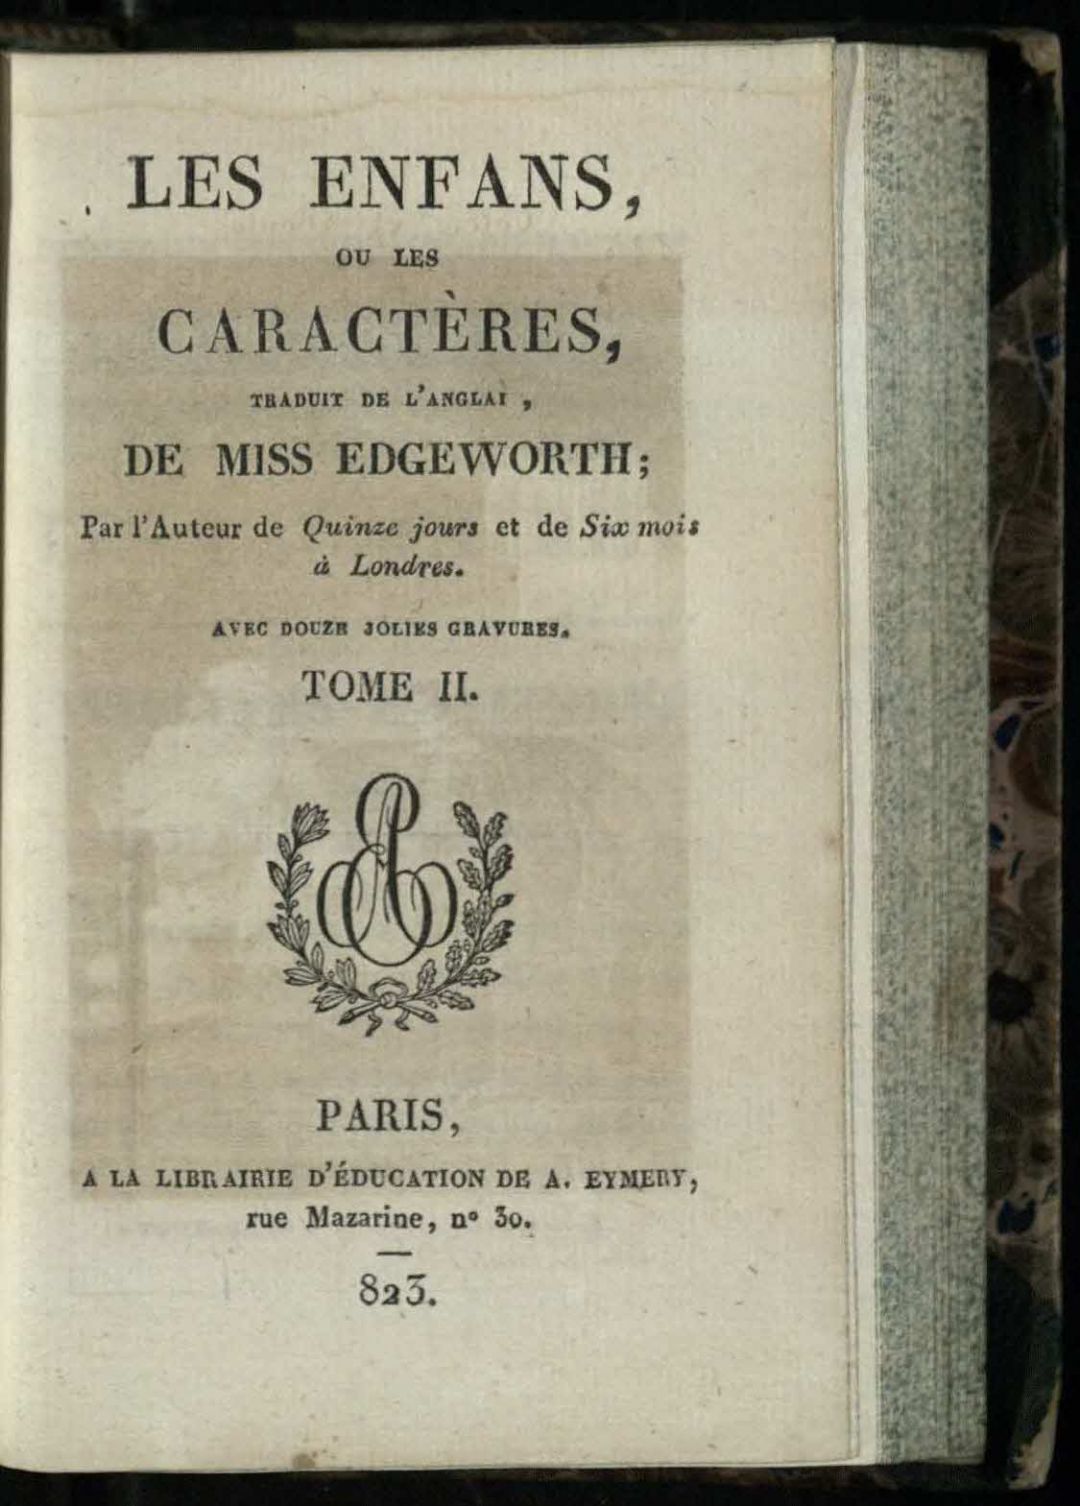 LES ENFANS,
OU LES
CARACTÈRES,
TRADUIT DE L'ANGLAI ,
DE MISS EDGEWORTH;
Par l'Auteur de Quinze jours et de Six mois
à Londres.
AVEC DOUZE JOLIES GRAVURES.
TOME II.
AE
PARIS,
A LA LIBRAIRIE D'ÉDUCATION DE A. EYMERY,
rue Mazarine, n° 30.
823.